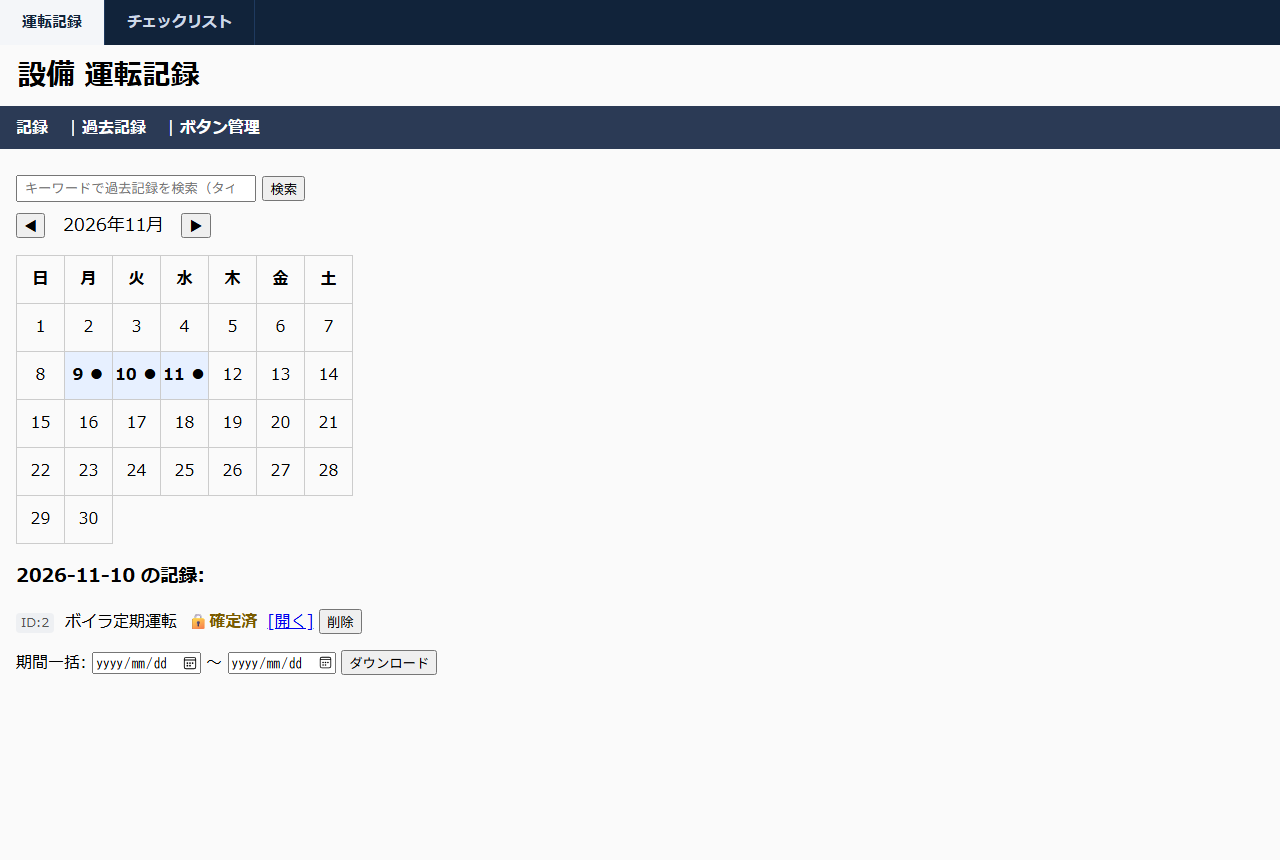 運転記録 チェックリスト
設備 運転記録
記録 | 過去記録 | ボタン管理
キーワードで過去記録を検索（タイ 検索
◀ 2026年11月 ▶
日 月 火 水 木 金 土
1 2 3 4 5 6 7
8 9 ● 10 ● 11 ● 12 13 14
15 16 17 18 19 20 21
22 23 24 25 26 27 28
29 30
2026-11-10 の記録:
ID:2 ボイラ定期運転 🔒確定済 [開く] 削除
期間一括: yyyy/mm/dd ～ yyyy/mm/dd ダウンロード